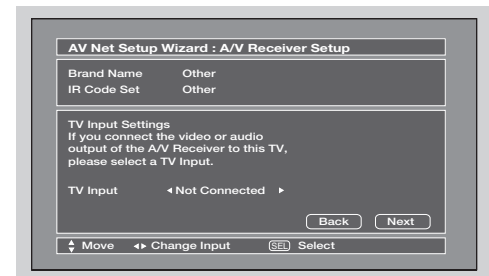 AV Net Setup Wizard : A/V Receiver Setup
Brand Name Other
IR Code Set Other
TV Input Settings
If you connect the video or audio
output of the A/V Receiver to this TV,
please select a TV Input.
TV Input Not Connected
Back Next
Move Change Input SEL Select